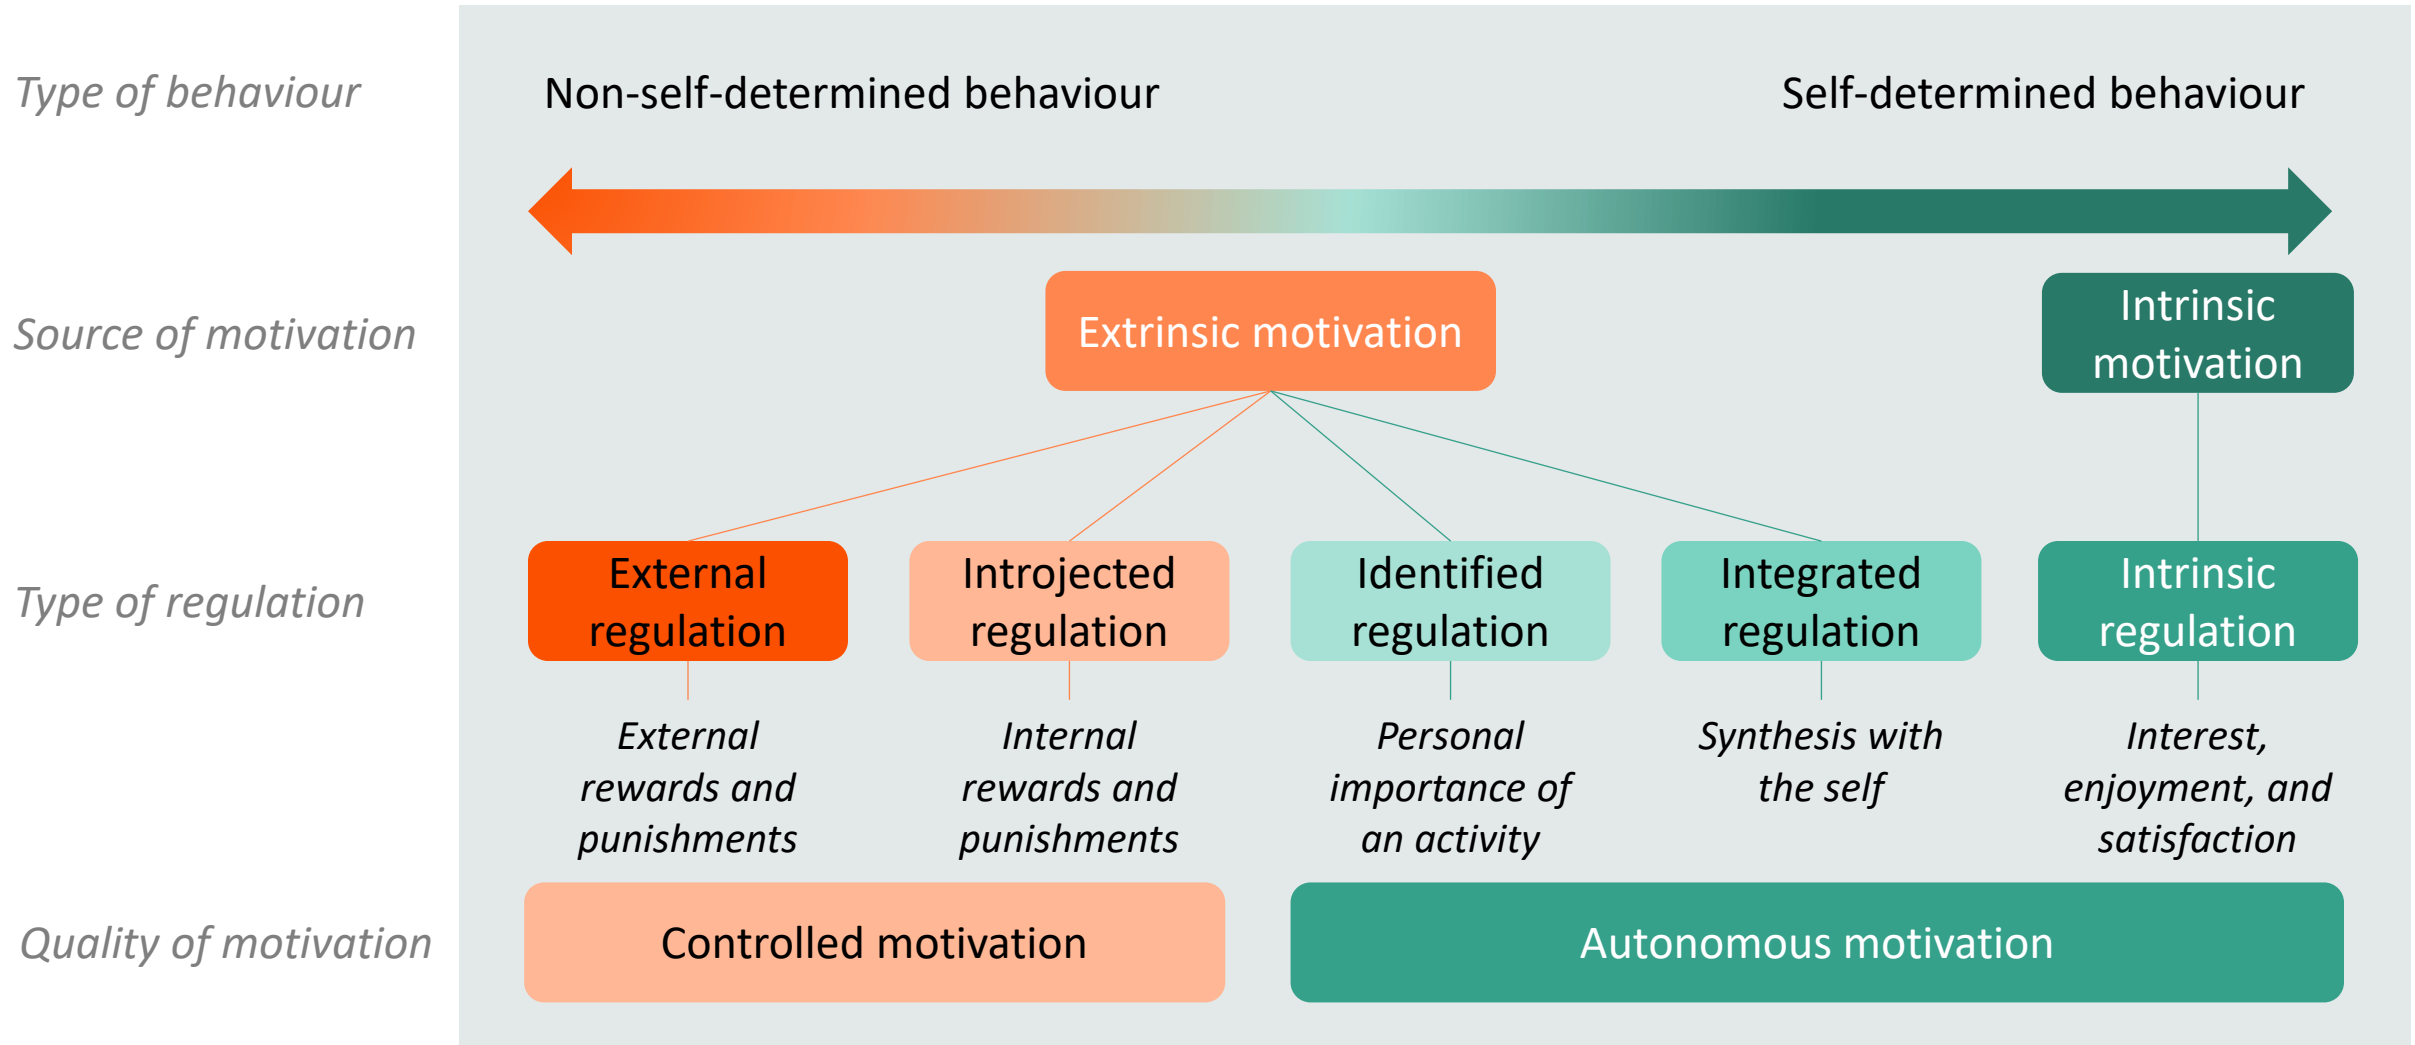 Type of behaviour
Non-self-determined behaviour
Self-determined behaviour
Source of motivation
Extrinsic motivation
Intrinsic
motivation
Type of regulation
External
regulation
Introjected
regulation
Identified
regulation
Integrated
regulation
Intrinsic
regulation
External
rewards and
punishments
Internal
rewards and
punishments
Personal
importance of
an activity
Synthesis with
the self
Interest,
enjoyment, and
satisfaction
Quality of motivation
Controlled motivation
Autonomous motivation